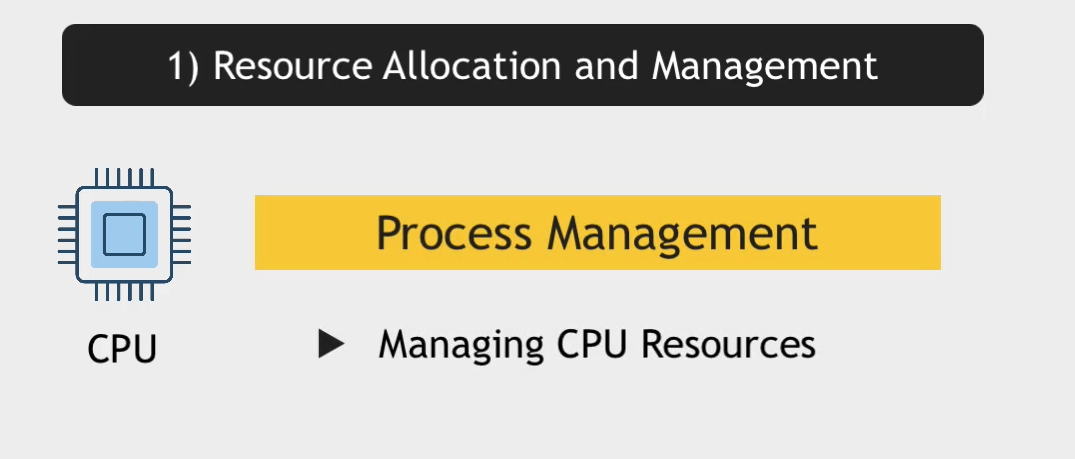 1) Resource Allocation and Management
Process Management
CPU
▶ Managing CPU Resources